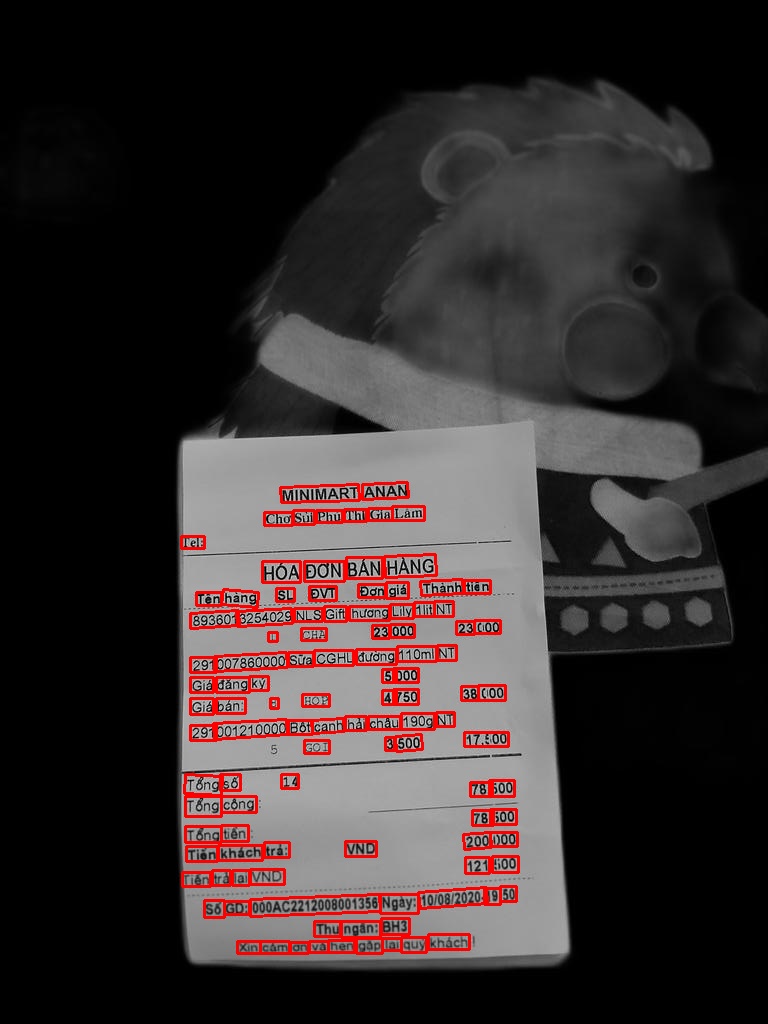 MINIMART ANAN
Chợ Sủi Phú Thị Gia Lâm
Tel:
HÓA ĐƠN BÁN HÀNG
Tên hàng SL ĐVT Đơn giá Thành tiền
8936013254029 NLS Gift hương Lily 1lit NT
CHA 23.000 23.000
291007860000 Sữa CGHL đường 110ml NT
Giá đăng ký 5.000
Giá bán: 8 HOP 4.750 38.000
291001210000 Bột canh hải châu 190g NT
5 GOI 3.500 17.500
Tổng số 14 78.500
Tổng cộng:
Tổng tiền: 78.500
Tiền khách trả: VND 200.000
Tiền trả lại VND 121.500
Số GD: 000AC2212008001356 Ngày: 10/08/2020 19:50
Thu ngân: BH3
Xin cảm ơn và hẹn gặp lại quý khách !